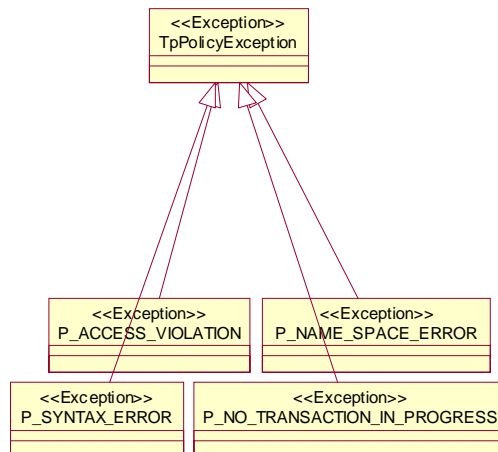 <<Exception>>
TpPolicyException
<<Exception>>
P_ACCESS_VIOLATION
<<Exception>>
P_NAME_SPACE_ERROR
<<Exception>>
P_SYNTAX_ERROR
<<Exception>>
P_NO_TRANSACTION_IN_PROGRESS